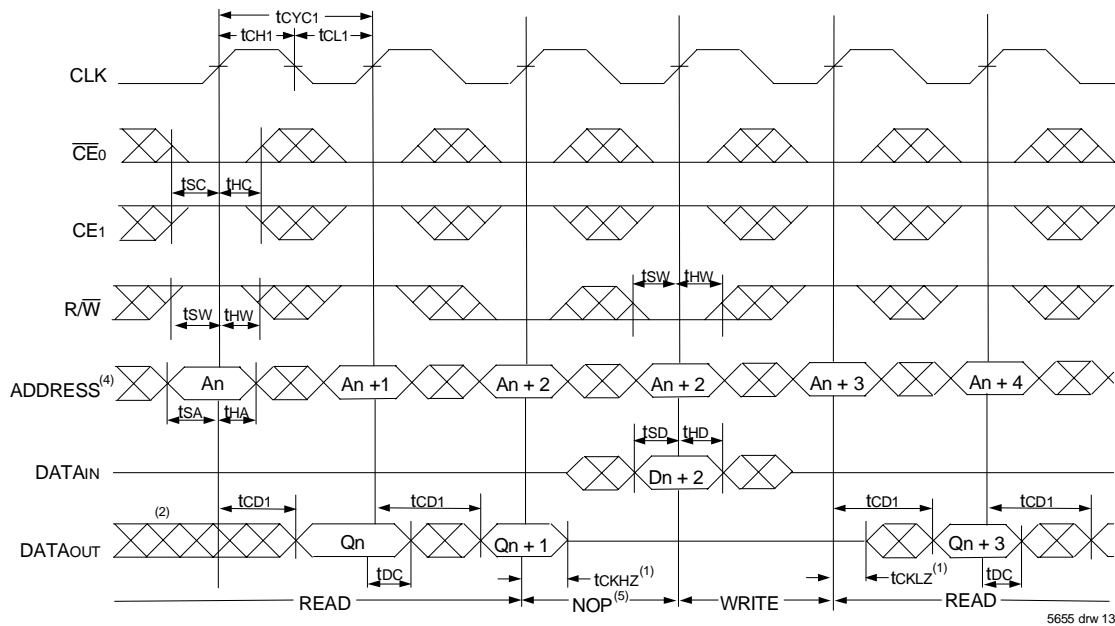 tCYC1
tCH1 tCL1
CLK
CE0
tSC tHC
CE1
tSW tHW
R/W
tSW tHW
ADDRESS(4) An An +1 An + 2 An + 2 An + 3 An + 4
tSA tHA
tSD tHD
DATAIN Dn + 2
tCD1 tCD1 tCD1 tCD1
(2)
DATAOUT Qn Qn + 1 Qn + 3
tDC tCKHZ(1) tCKLZ(1) tDC
READ NOP(5) WRITE READ
5655 drw 13